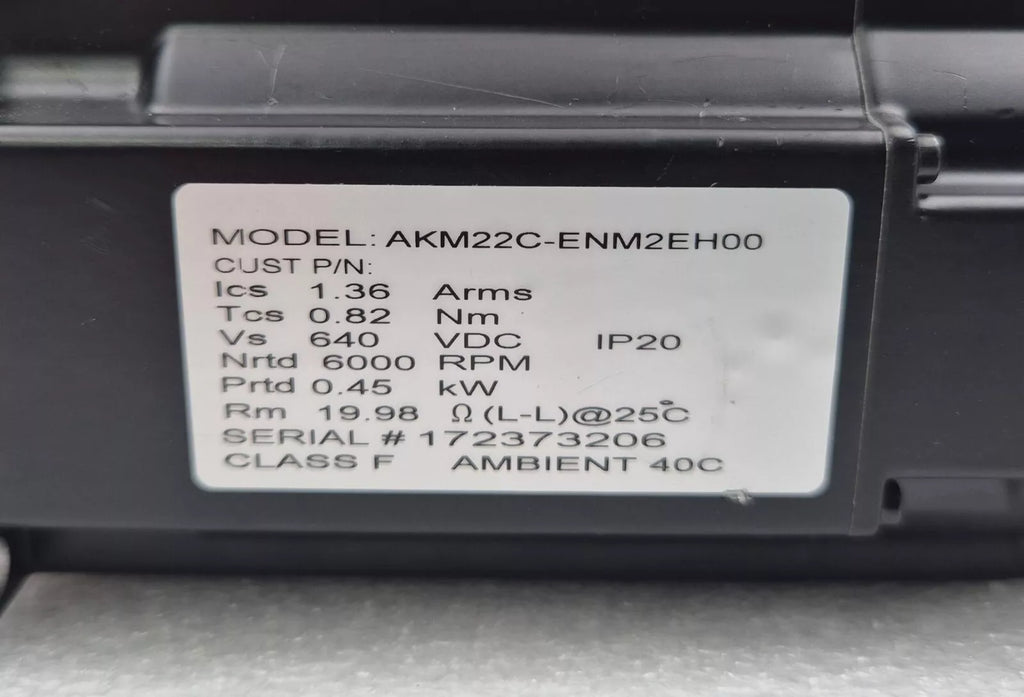 MODEL: AKM22C-ENM2EH00
CUST P/N:
Ics 1.36 Arms
Tcs 0.82 Nm
Vs 640 VDC IP20
Nrtd 6000 RPM
Prtd 0.45 kW
Rm 19.98 Ω (L-L)@25°C
SERIAL # 172373206
CLASS F AMBIENT 40C